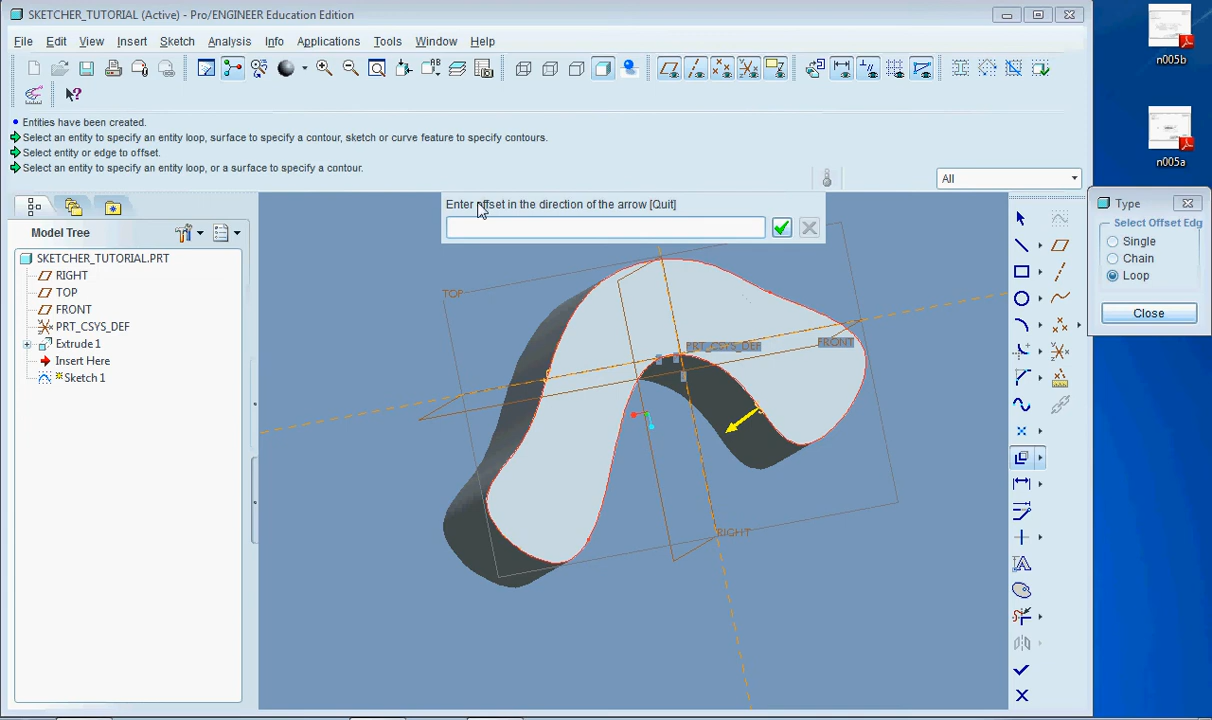 SKETCHER_TUTORIAL (Active) - Pro/ENGINEER Education Edition
File Edit View Insert Sketch Analysis Info Applications Tools Window Help
n005b
Entities have been created.
Select an entity to specify an entity loop, surface to specify a contour, sketch or curve feature to specify contours.
Select entity or edge to offset.
Select an entity to specify an entity loop, or a surface to specify a contour.
n005a
All
Enter offset in the direction of the arrow [Quit]
Type
Select Offset Edg
Single
Chain
Loop
Close
Model Tree
SKETCHER_TUTORIAL.PRT
RIGHT
TOP
FRONT
PRT_CSYS_DEF
Extrude 1
Insert Here
Sketch 1
TOP
PRT_CSYS_DEF
FRONT
RIGHT